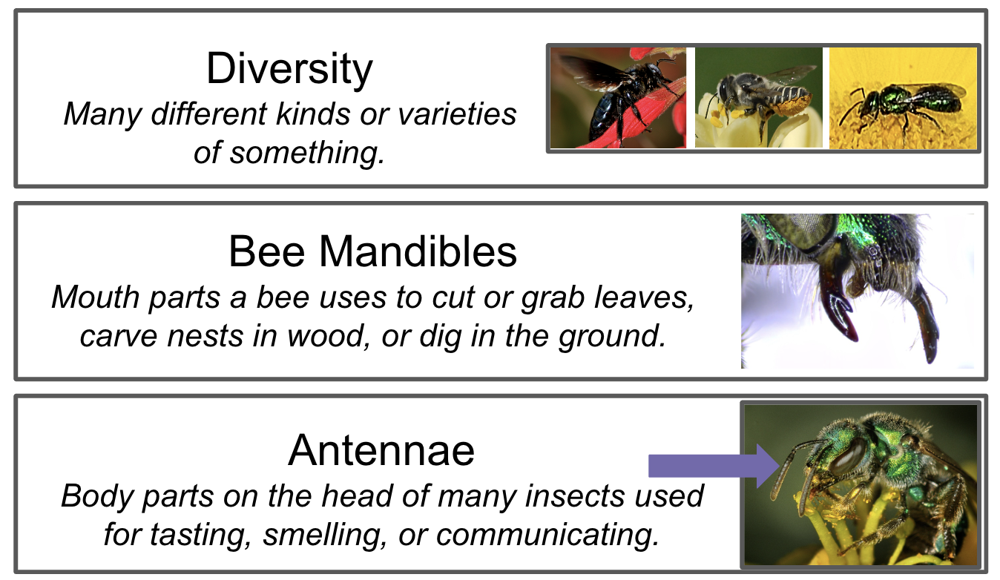 Diversity
Many different kinds or varieties
of something.
Bee Mandibles
Mouth parts a bee uses to cut or grab leaves,
carve nests in wood, or dig in the ground.
Antennae
Body parts on the head of many insects used
for tasting, smelling, or communicating.